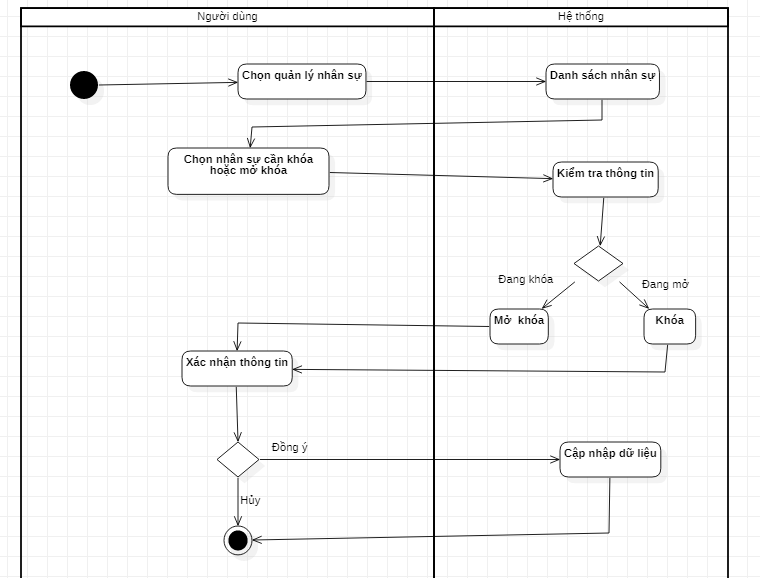 Người dùng
Hệ thống
Chọn quản lý nhân sự
Danh sách nhân sự
Chọn nhân sự cần khóa
hoặc mở khóa
Kiểm tra thông tin
Đang khóa
Đang mở
Mở khóa
Khóa
Xác nhận thông tin
Đồng ý
Cập nhập dữ liệu
Hủy